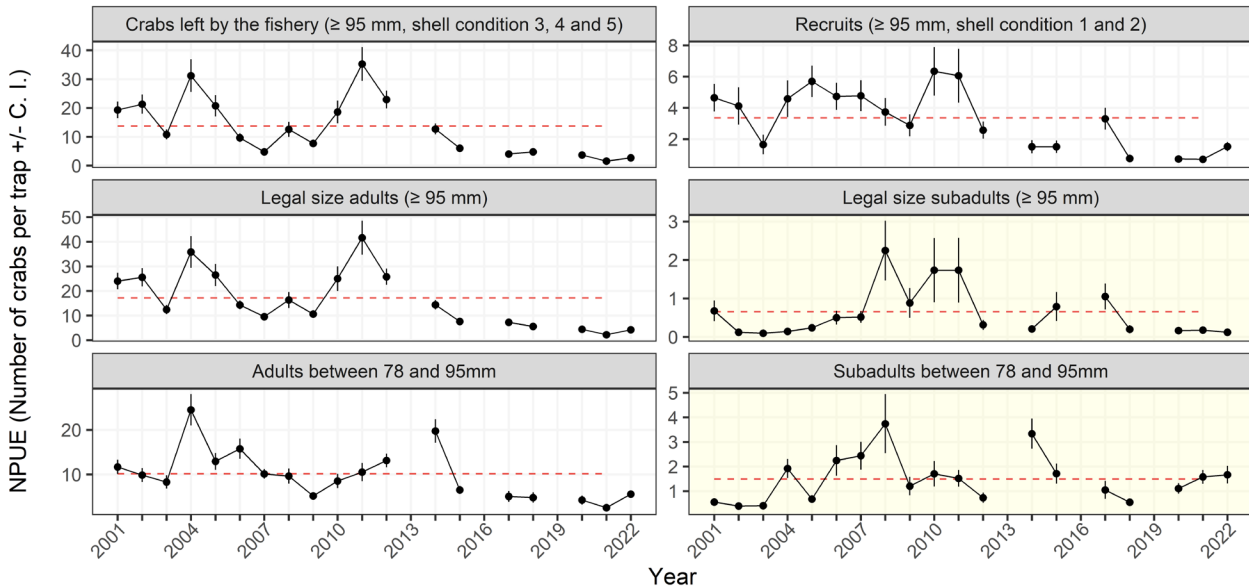 NPUE (Number of crabs per trap +/- C. I.)
Crabs left by the fishery (≥ 95 mm, shell condition 3, 4 and 5)
40
30
20
10
0
Recruits (≥ 95 mm, shell condition 1 and 2)
8
6
4
2
Legal size adults (≥ 95 mm)
50
40
30
20
10
0
Legal size subadults (≥ 95 mm)
3
2
1
0
Adults between 78 and 95mm
20
10
Subadults between 78 and 95mm
5
4
3
2
1
2001 2004 2007 2010 2013 2016 2019 2022
2001 2004 2007 2010 2013 2016 2019 2022
Year